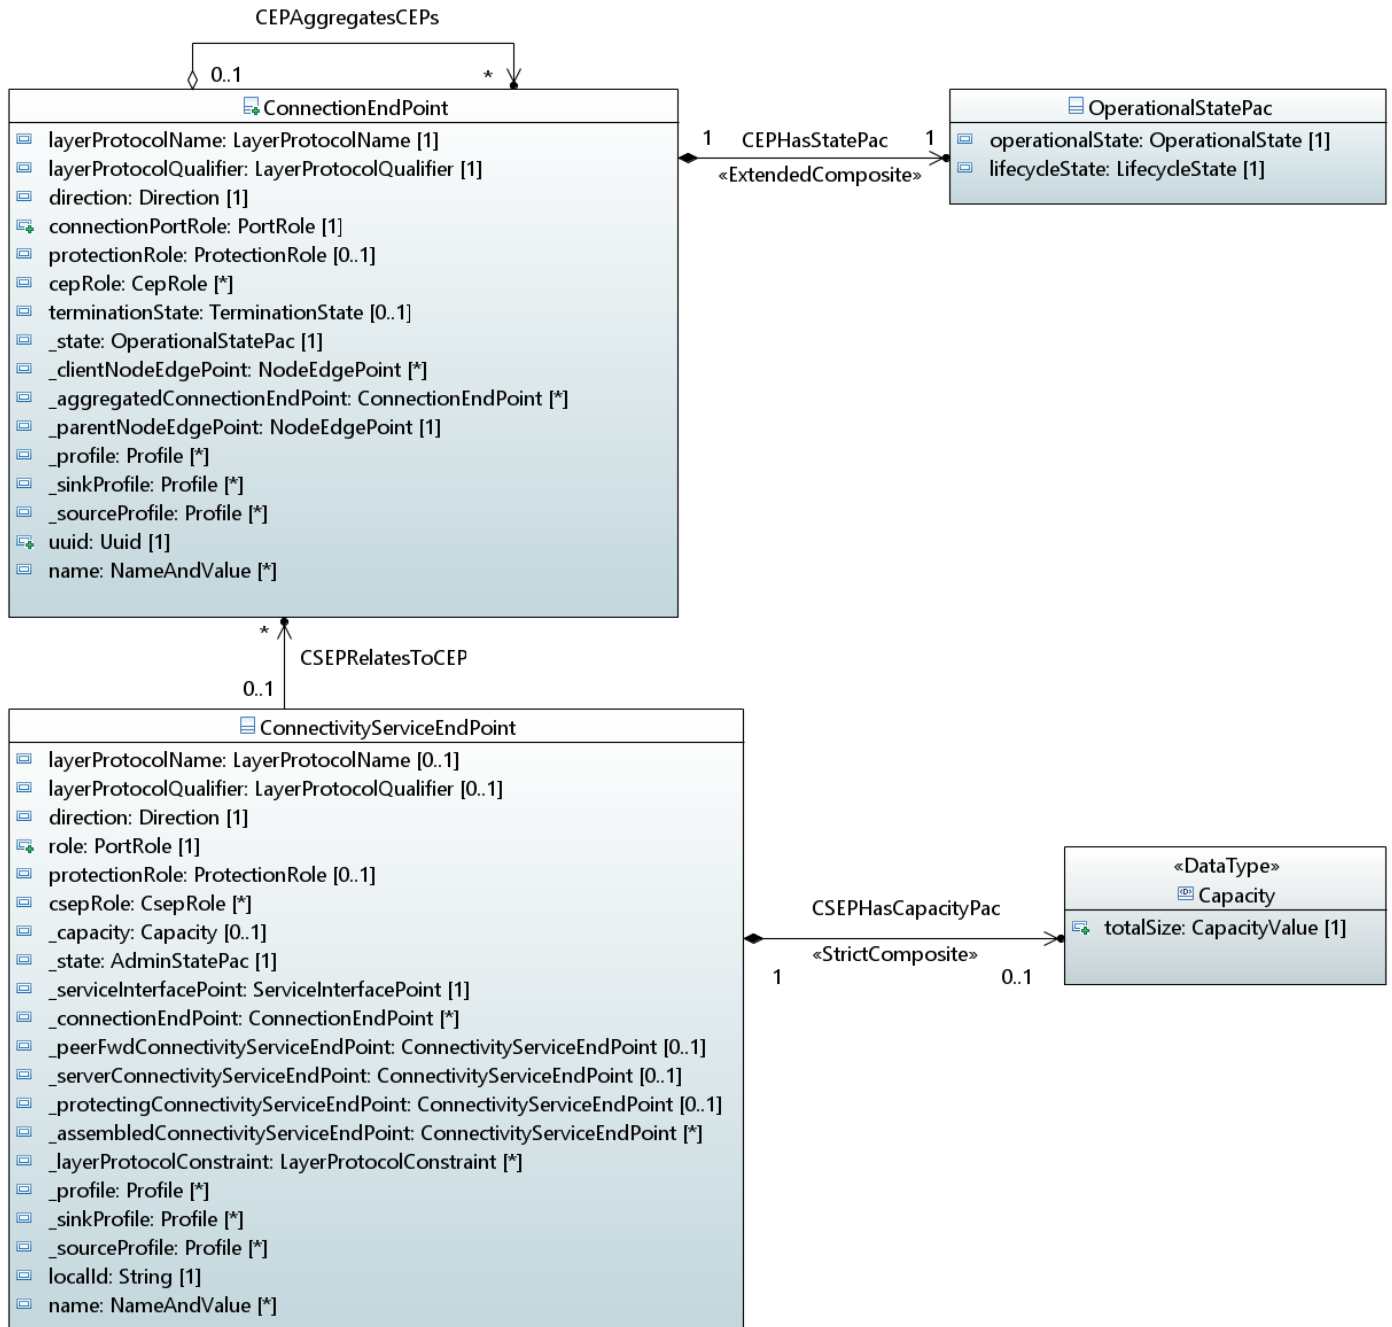 CEPAggregatesCEPs
0..1
*
ConnectionEndPoint
layerProtocolName: LayerProtocolName [1]
layerProtocolQualifier: LayerProtocolQualifier [1]
direction: Direction [1]
connectionPortRole: PortRole [1]
protectionRole: ProtectionRole [0..1]
cepRole: CepRole [*]
terminationState: TerminationState [0..1]
_state: OperationalStatePac [1]
_clientNodeEdgePoint: NodeEdgePoint [*]
_aggregatedConnectionEndPoint: ConnectionEndPoint [*]
_parentNodeEdgePoint: NodeEdgePoint [1]
_profile: Profile [*]
_sinkProfile: Profile [*]
_sourceProfile: Profile [*]
uuid: Uuid [1]
name: NameAndValue [*]
1
CEPHasStatePac
1
«ExtendedComposite»
OperationalStatePac
operationalState: OperationalState [1]
lifecycleState: LifecycleState [1]
*
CSEPRelatesToCEP
0..1
ConnectivityServiceEndPoint
layerProtocolName: LayerProtocolName [0..1]
layerProtocolQualifier: LayerProtocolQualifier [0..1]
direction: Direction [1]
role: PortRole [1]
protectionRole: ProtectionRole [0..1]
csepRole: CsepRole [*]
_capacity: Capacity [0..1]
_state: AdminStatePac [1]
_serviceInterfacePoint: ServiceInterfacePoint [1]
_connectionEndPoint: ConnectionEndPoint [*]
_peerFwdConnectivityServiceEndPoint: ConnectivityServiceEndPoint [0..1]
_serverConnectivityServiceEndPoint: ConnectivityServiceEndPoint [0..1]
_protectingConnectivityServiceEndPoint: ConnectivityServiceEndPoint [0..1]
_assembledConnectivityServiceEndPoint: ConnectivityServiceEndPoint [*]
_layerProtocolConstraint: LayerProtocolConstraint [*]
_profile: Profile [*]
_sinkProfile: Profile [*]
_sourceProfile: Profile [*]
localId: String [1]
name: NameAndValue [*]
CSEPHasCapacityPac
«StrictComposite»
1
0..1
«DataType»
Capacity
totalSize: CapacityValue [1]